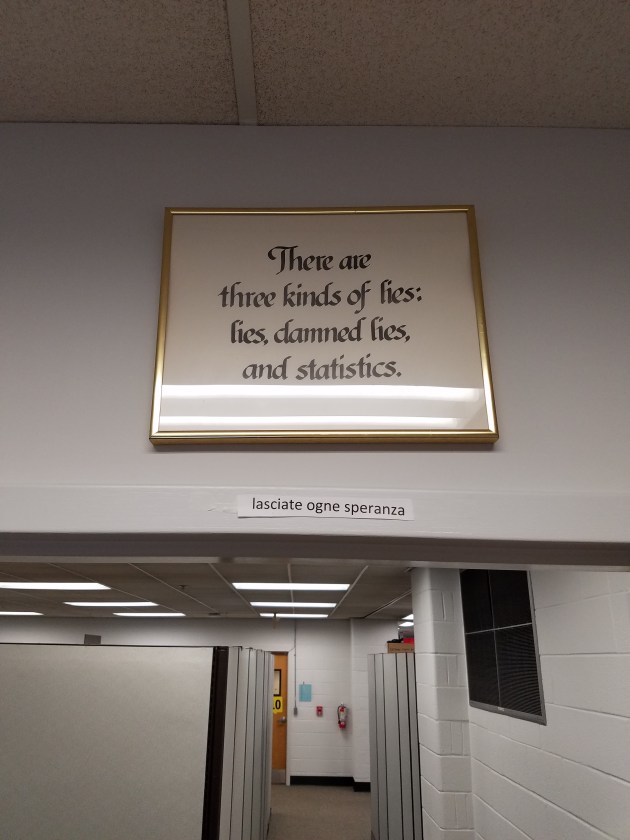 There are
three kinds of lies:
lies, damned lies,
and statistics.
lasciate ogne speranza